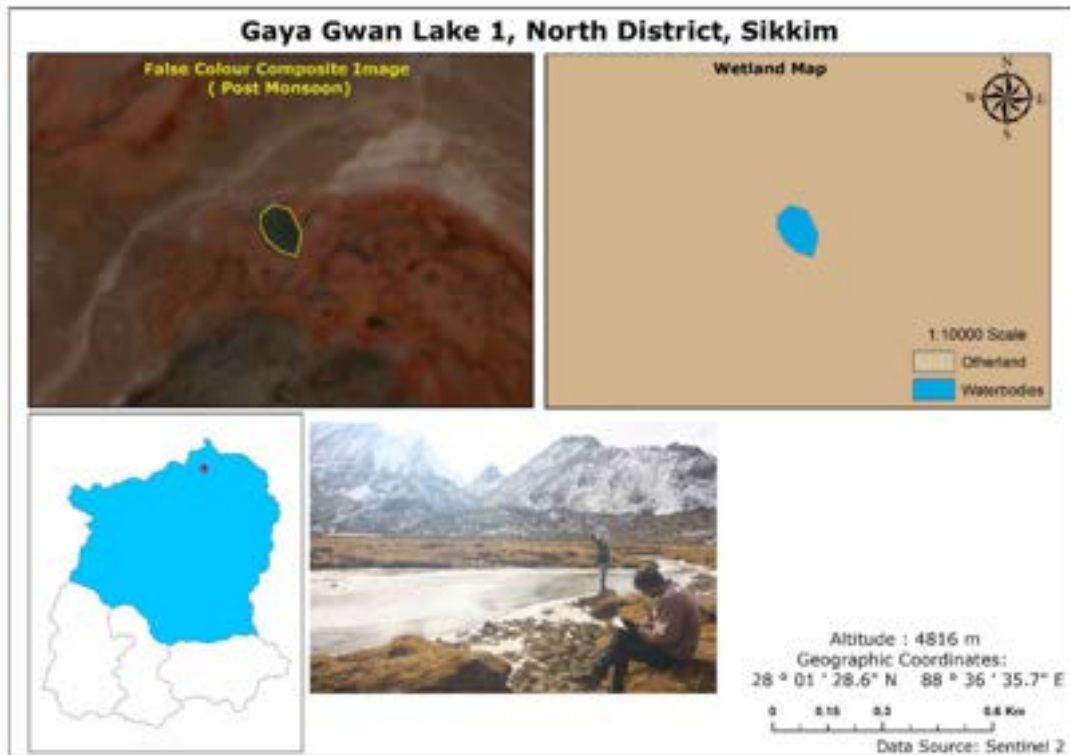 Gaya Gwan Lake 1, North District, Sikkim
False Colour Composite Image
( Post Monsoon)
Wetland Map
N
W
E
S
1:10000 Scale
Otherland
Waterbodies
Altitude : 4816 m
Geographic Coordinates:
28 ° 01 ' 28.6" N 88 ° 36 ' 35.7" E
0 0.15 0.3 0.6 Km
Data Source: Sentinel 2